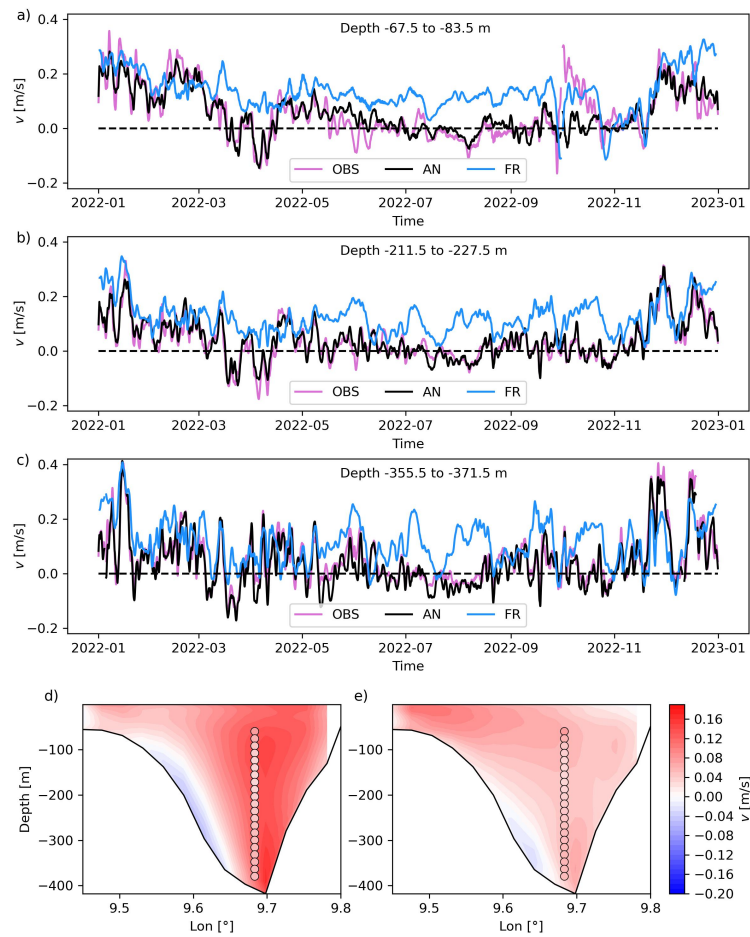 a)
Depth -67.5 to -83.5 m
0.4
0.2
0.0
−0.2
v [m/s]
OBS AN FR
2022-01 2022-03 2022-05 2022-07 2022-09 2022-11 2023-01
Time
b)
Depth -211.5 to -227.5 m
0.4
0.2
0.0
−0.2
v [m/s]
OBS AN FR
2022-01 2022-03 2022-05 2022-07 2022-09 2022-11 2023-01
Time
c)
Depth -355.5 to -371.5 m
0.4
0.2
0.0
−0.2
v [m/s]
OBS AN FR
2022-01 2022-03 2022-05 2022-07 2022-09 2022-11 2023-01
Time
d)
−100
−200
−300
−400
Depth [m]
9.5 9.6 9.7 9.8
Lon [°]
e)
−100
−200
−300
−400
9.5 9.6 9.7 9.8
Lon [°]
0.16
0.12
0.08
0.04
0.00
−0.04
−0.08
−0.12
−0.16
−0.20
v [m/s]